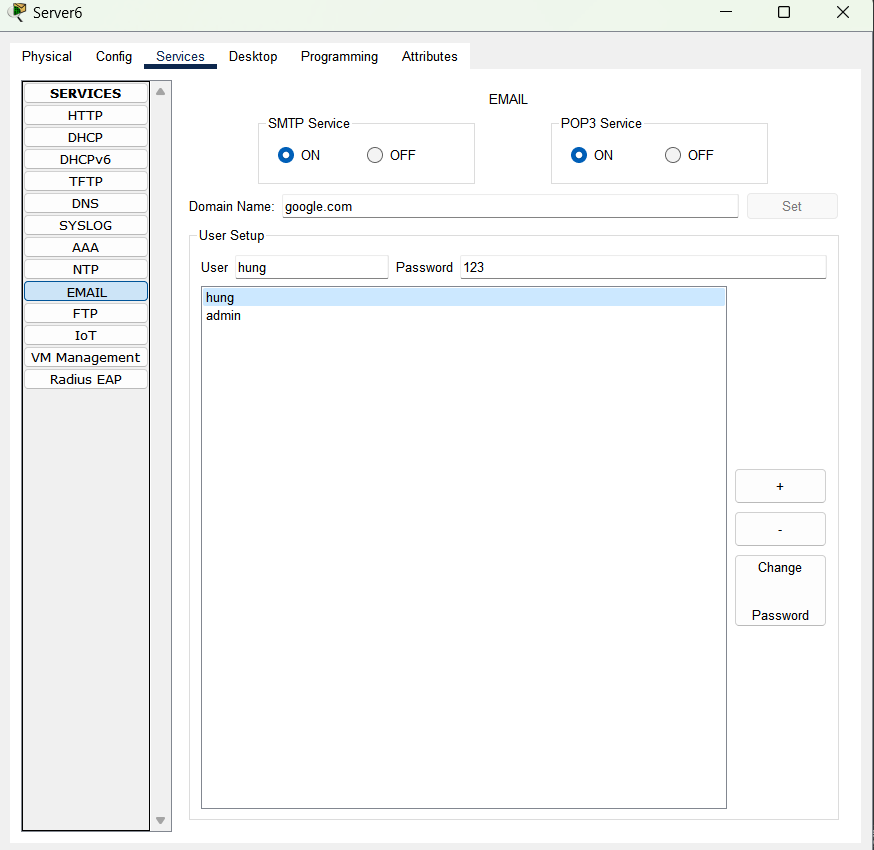 Server6
Physical Config Services Desktop Programming Attributes
SERVICES
HTTP
DHCP
DHCPv6
TFTP
DNS
SYSLOG
AAA
NTP
EMAIL
FTP
IoT
VM Management
Radius EAP
EMAIL
SMTP Service
ON OFF
POP3 Service
ON OFF
Domain Name: google.com Set
User Setup
User hung Password 123
hung
admin
+
-
Change
Password